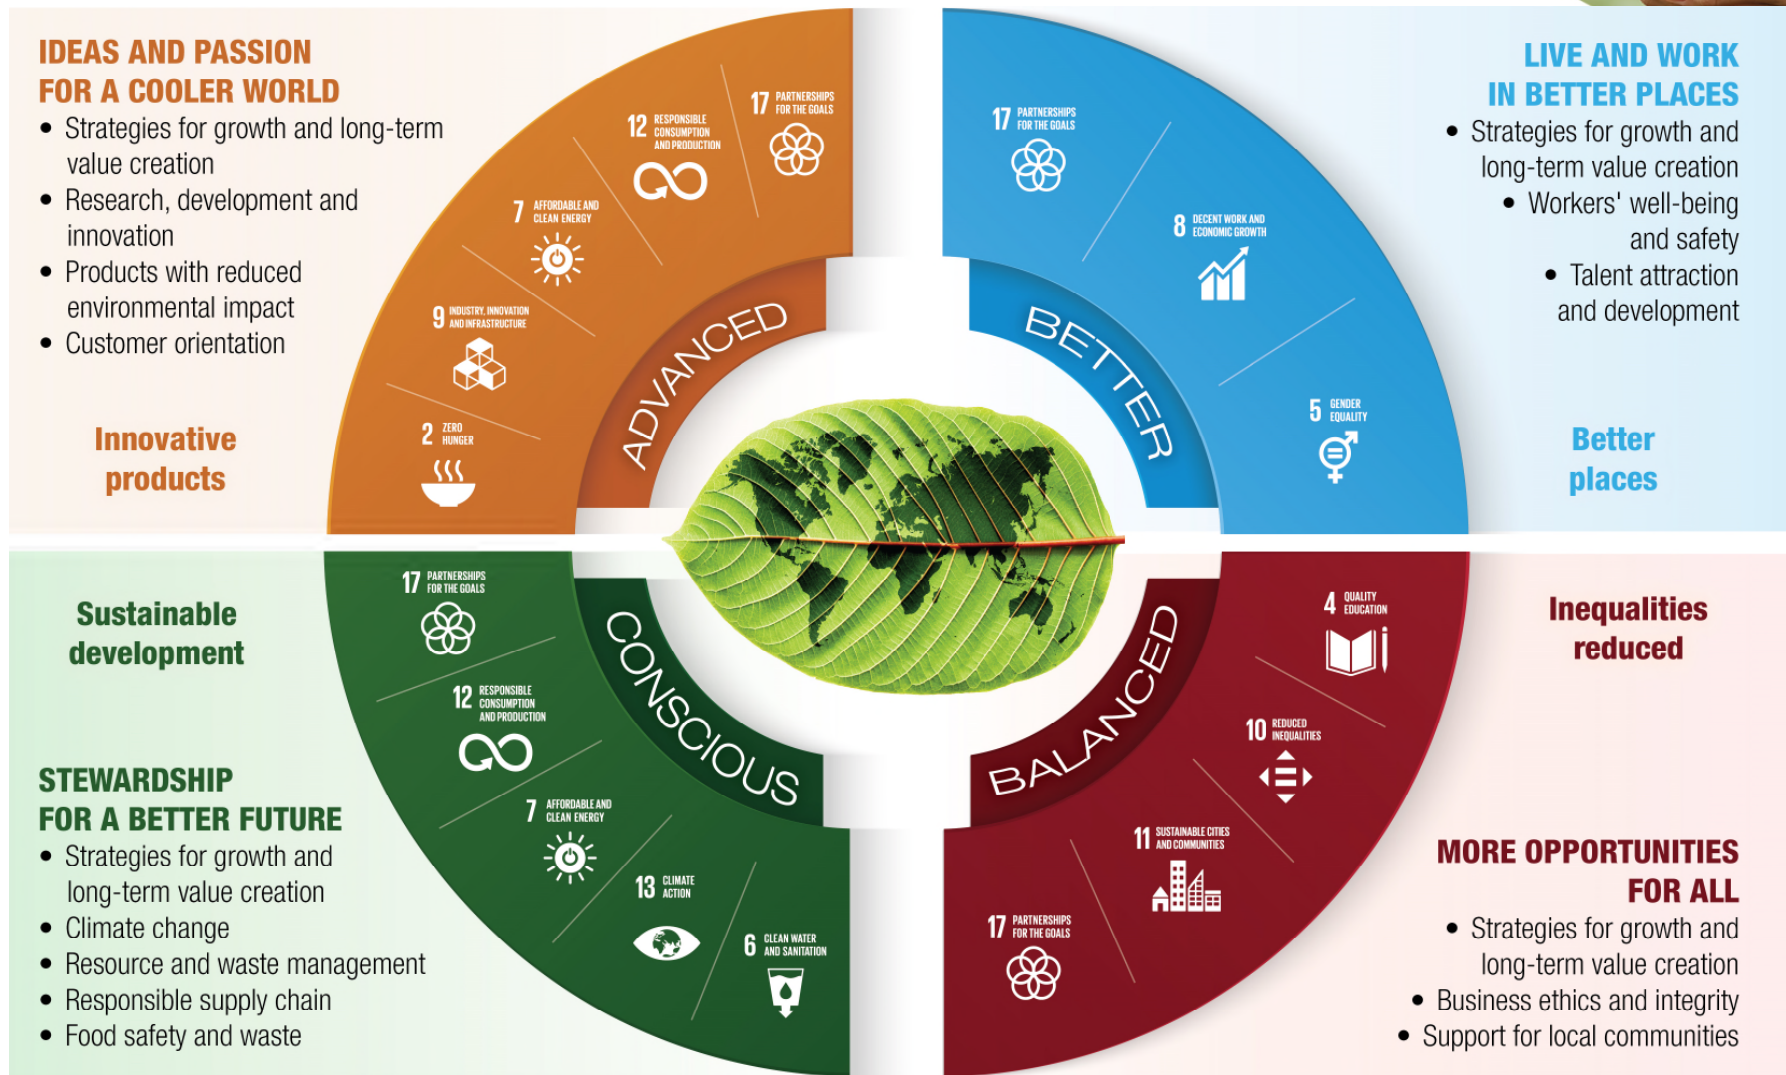 IDEAS AND PASSION
FOR A COOLER WORLD
• Strategies for growth and long-term
value creation
• Research, development and
innovation
• Products with reduced
environmental impact
• Customer orientation
Innovative
products
17 PARTNERSHIPS
FOR THE GOALS
12 RESPONSIBLE
CONSUMPTION
AND PRODUCTION
7 AFFORDABLE AND
CLEAN ENERGY
9 INDUSTRY, INNOVATION
AND INFRASTRUCTURE
2 ZERO
HUNGER
ADVANCED
LIVE AND WORK
IN BETTER PLACES
• Strategies for growth and
long-term value creation
• Workers' well-being
and safety
• Talent attraction
and development
Better
places
17 PARTNERSHIPS
FOR THE GOALS
8 DECENT WORK AND
ECONOMIC GROWTH
5 GENDER
EQUALITY
BETTER
Sustainable
development
STEWARDSHIP
FOR A BETTER FUTURE
• Strategies for growth and
long-term value creation
• Climate change
• Resource and waste management
• Responsible supply chain
• Food safety and waste
17 PARTNERSHIPS
FOR THE GOALS
12 RESPONSIBLE
CONSUMPTION
AND PRODUCTION
7 AFFORDABLE AND
CLEAN ENERGY
13 CLIMATE
ACTION
6 CLEAN WATER
AND SANITATION
CONSCIOUS
BALANCED
4 QUALITY
EDUCATION
10 REDUCED
INEQUALITIES
11 SUSTAINABLE CITIES
AND COMMUNITIES
17 PARTNERSHIPS
FOR THE GOALS
Inequalities
reduced
MORE OPPORTUNITIES
FOR ALL
• Strategies for growth and
long-term value creation
• Business ethics and integrity
• Support for local communities